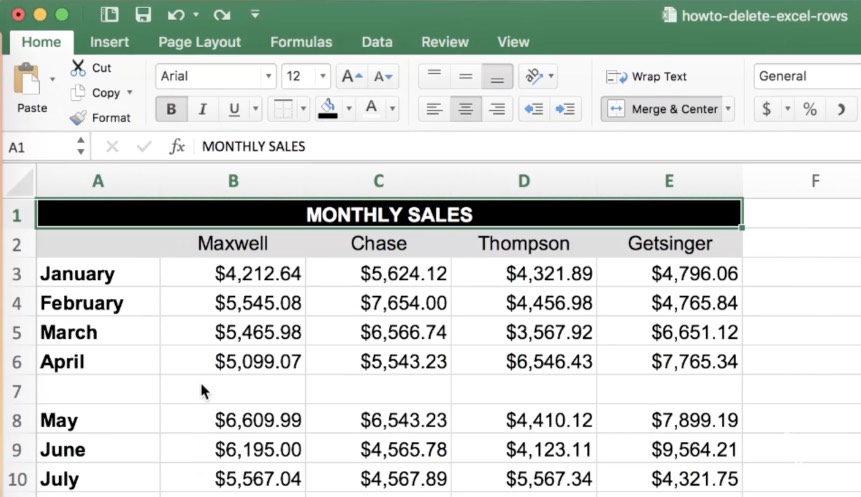 howto-delete-excel-rows
Home Insert Page Layout Formulas Data Review View
Cut
Copy
Format
Paste
Arial 12 A A
B I U A
Wrap Text
Merge & Center
General
$ %
A1 fx MONTHLY SALES
A B C D E F
1 MONTHLY SALES
2 Maxwell Chase Thompson Getsinger
3 January $4,212.64 $5,624.12 $4,321.89 $4,796.06
4 February $5,545.08 $7,654.00 $4,456.98 $4,765.84
5 March $5,465.98 $6,566.74 $3,567.92 $6,651.12
6 April $5,099.07 $5,543.23 $6,546.43 $7,765.34
7
8 May $6,609.99 $6,543.23 $4,410.12 $7,899.19
9 June $6,195.00 $4,565.78 $4,123.11 $9,564.21
10 July $5,567.04 $4,567.89 $5,567.34 $4,321.75